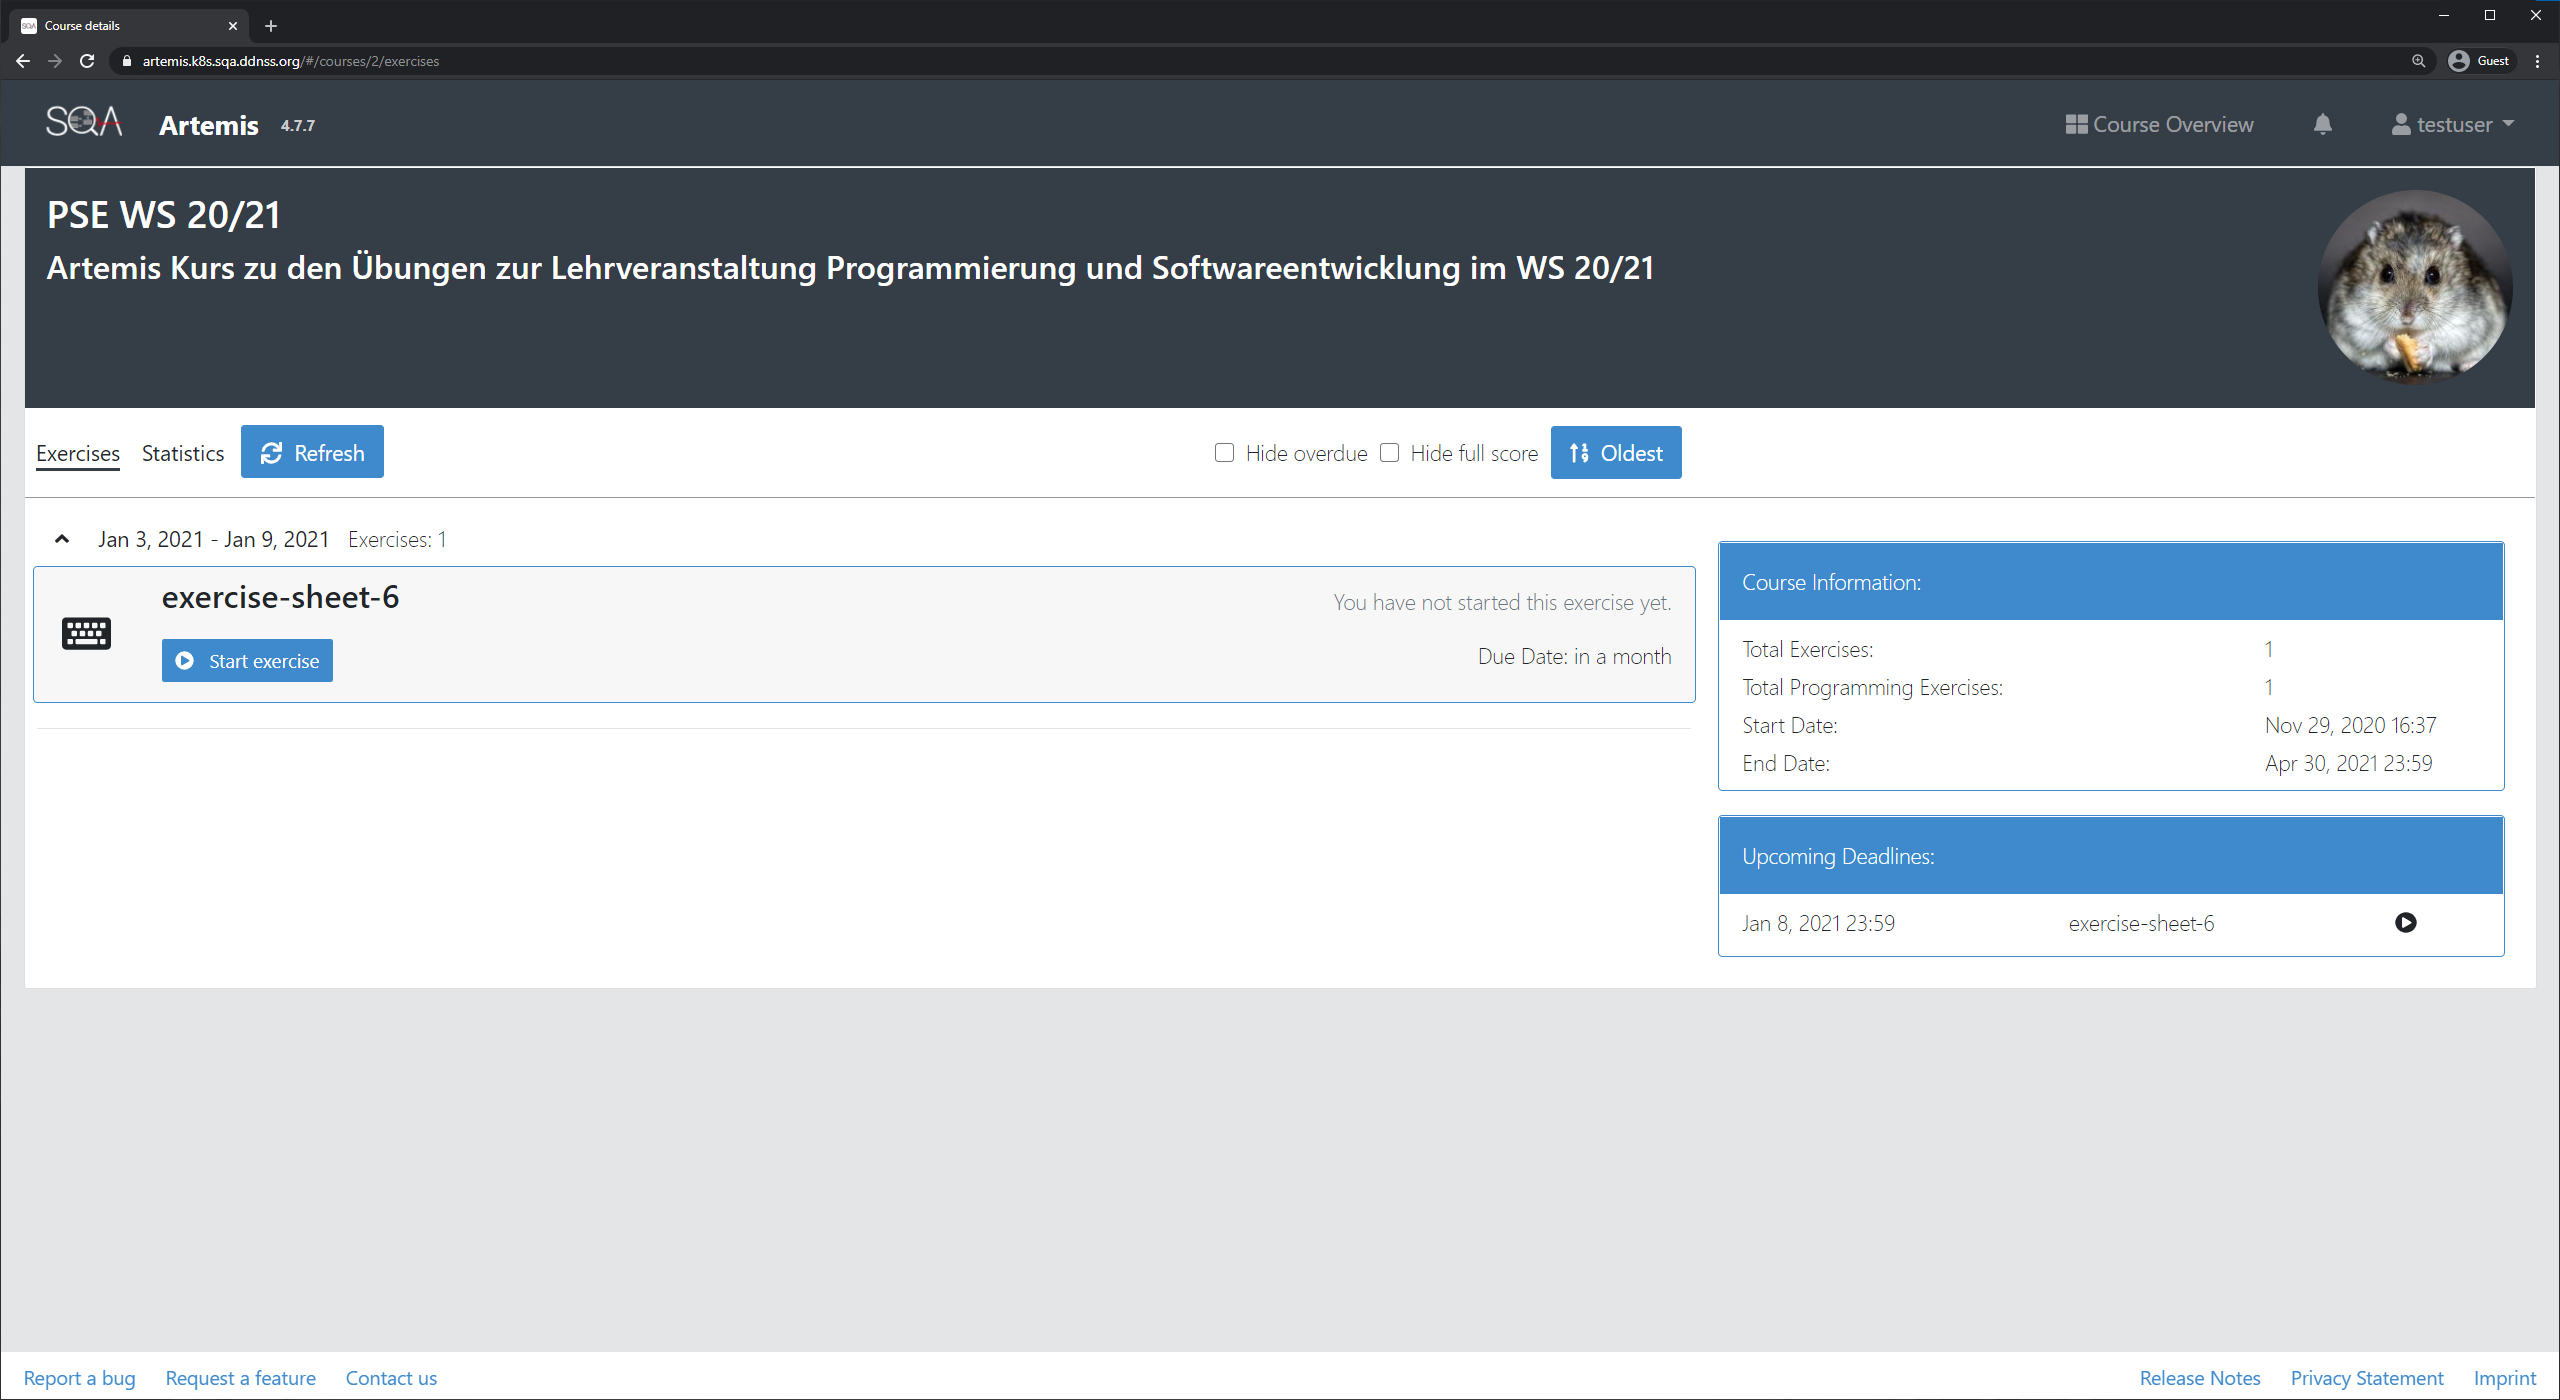 Course details
artemis.k8s.sqa.ddnss.org/#/courses/2/exercises
Guest
SQA
Artemis 4.7.7
Course Overview
testuser
PSE WS 20/21
Artemis Kurs zu den Übungen zur Lehrveranstaltung Programmierung und Softwareentwicklung im WS 20/21
Exercises Statistics Refresh
Hide overdue Hide full score Oldest
Jan 3, 2021 - Jan 9, 2021 Exercises: 1
exercise-sheet-6
You have not started this exercise yet.
Start exercise
Due Date: in a month
Course Information:
Total Exercises: 1
Total Programming Exercises: 1
Start Date: Nov 29, 2020 16:37
End Date: Apr 30, 2021 23:59
Upcoming Deadlines:
Jan 8, 2021 23:59 exercise-sheet-6
Report a bug Request a feature Contact us
Release Notes Privacy Statement Imprint